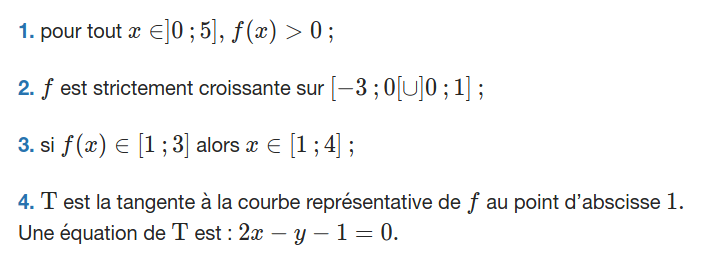 1. pour tout x ∈]0 ; 5], f(x) > 0 ;
2. f est strictement croissante sur [−3 ; 0[∪]0 ; 1] ;
3. si f(x) ∈ [1 ; 3] alors x ∈ [1 ; 4] ;
4. T est la tangente à la courbe représentative de f au point d’abscisse 1.
Une équation de T est : 2x − y − 1 = 0.